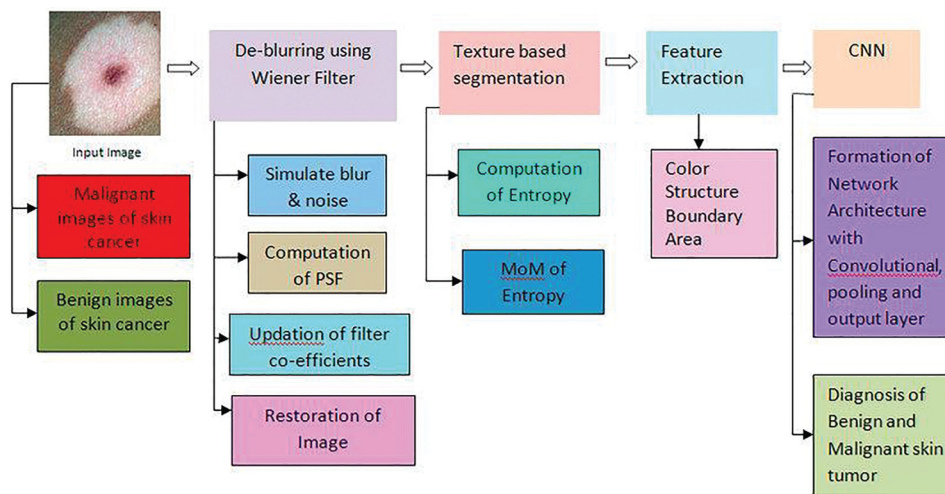 Input Image
Malignant
images of skin
cancer
Benign images
of skin cancer
De-blurring using
Wiener Filter
Simulate blur
& noise
Computation
of PSF
Updation of filter
co-efficients
Restoration of
Image
Texture based
segmentation
Computation
of Entropy
MoM of
Entropy
Feature
Extraction
Color
Structure
Boundary
Area
CNN
Formation of
Network
Architecture
with
Convolutional,
pooling and
output layer
Diagnosis of
Benign and
Malignant skin
tumor